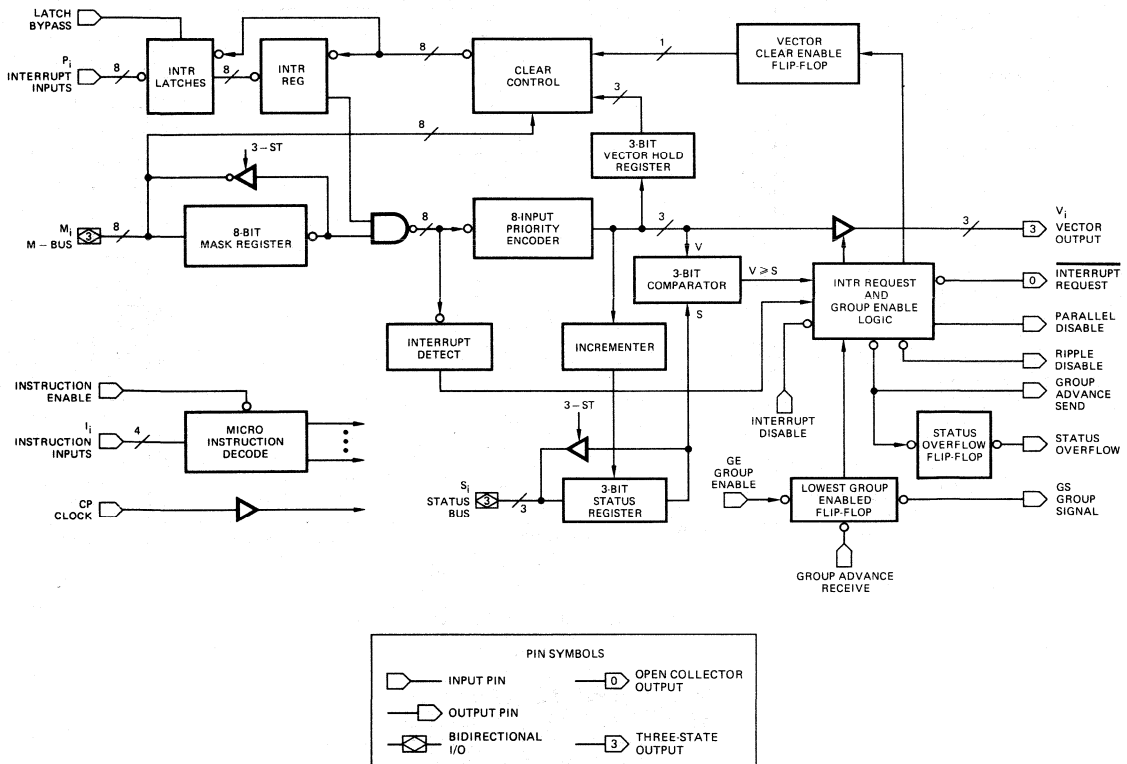 LATCH
BYPASS
Pi
INTERRUPT
INPUTS
8
INTR
LATCHES
8
INTR
REG
8
CLEAR
CONTROL
1
VECTOR
CLEAR ENABLE
FLIP-FLOP
3
8
3-BIT
VECTOR HOLD
REGISTER
3-ST
Mi
M-BUS
3
8
8-BIT
MASK REGISTER
8
8-INPUT
PRIORITY
ENCODER
3
3
3
Vi
VECTOR
OUTPUT
V
3-BIT
COMPARATOR
V ≥ S
S
INTR REQUEST
AND
GROUP ENABLE
LOGIC
0
INTERRUPT
REQUEST
PARALLEL
DISABLE
RIPPLE
DISABLE
GROUP
ADVANCE
SEND
INTERRUPT
DETECT
INCREMENTER
INTERRUPT
DISABLE
INSTRUCTION
ENABLE
Ii
INSTRUCTION
INPUTS
4
MICRO
INSTRUCTION
DECODE
3-ST
STATUS
OVERFLOW
FLIP-FLOP
STATUS
OVERFLOW
CP
CLOCK
Si
STATUS
BUS
3
3
3-BIT
STATUS
REGISTER
GE
GROUP
ENABLE
LOWEST GROUP
ENABLED
FLIP-FLOP
GS
GROUP
SIGNAL
GROUP ADVANCE
RECEIVE
PIN SYMBOLS
INPUT PIN
0
OPEN COLLECTOR
OUTPUT
OUTPUT PIN
BIDIRECTIONAL
I/O
3
THREE-STATE
OUTPUT